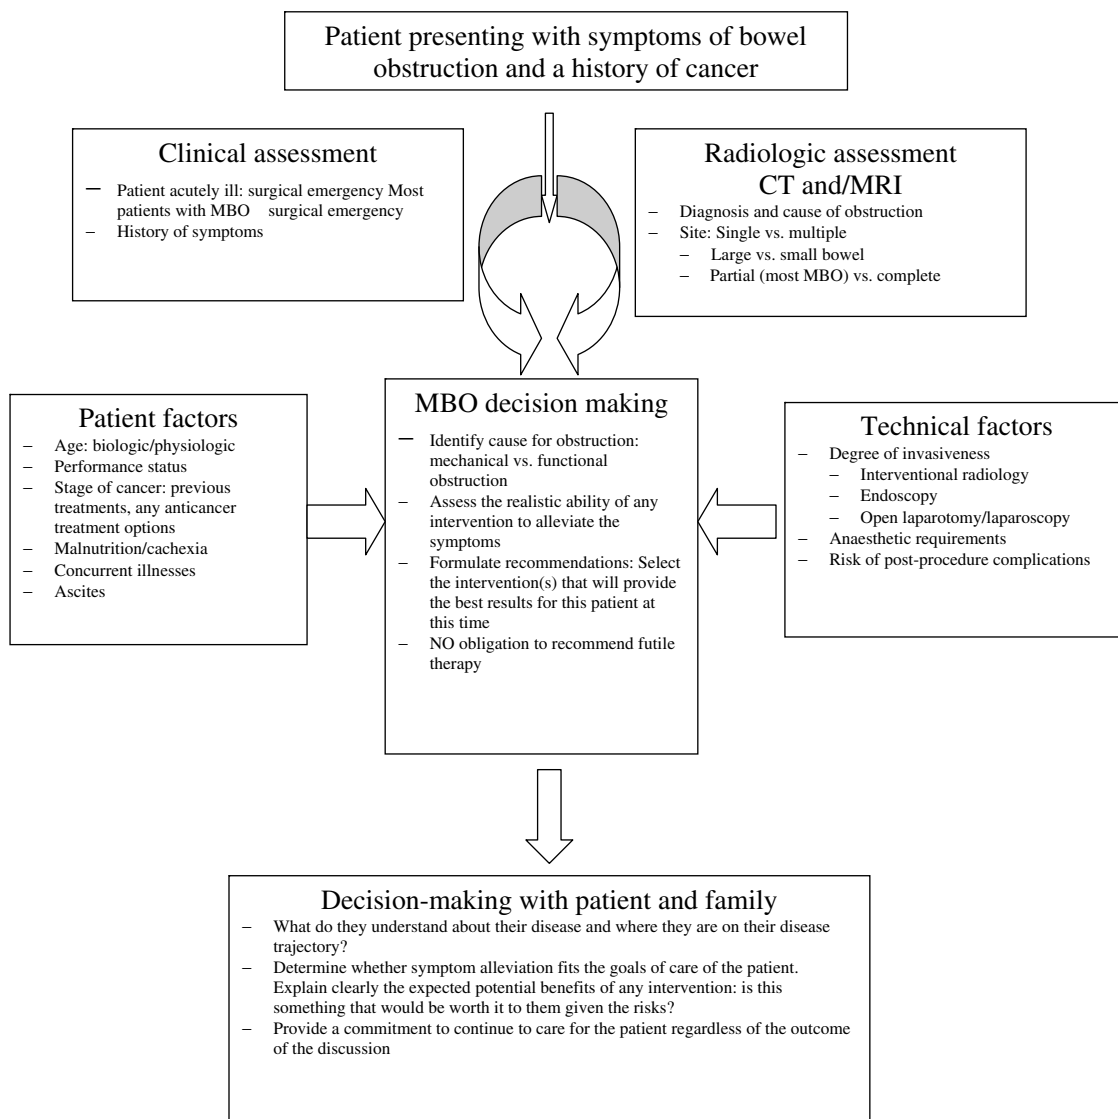 Patient presenting with symptoms of bowel
obstruction and a history of cancer
Clinical assessment
— Patient acutely ill: surgical emergency Most
patients with MBO surgical emergency
– History of symptoms
Radiologic assessment
CT and/MRI
– Diagnosis and cause of obstruction
– Site: Single vs. multiple
– Large vs. small bowel
– Partial (most MBO) vs. complete
Patient factors
– Age: biologic/physiologic
– Performance status
– Stage of cancer: previous
treatments, any anticancer
treatment options
– Malnutrition/cachexia
– Concurrent illnesses
– Ascites
MBO decision making
— Identify cause for obstruction:
mechanical vs. functional
obstruction
– Assess the realistic ability of any
intervention to alleviate the
symptoms
– Formulate recommendations: Select
the intervention(s) that will provide
the best results for this patient at
this time
– NO obligation to recommend futile
therapy
Technical factors
– Degree of invasiveness
– Interventional radiology
– Endoscopy
– Open laparotomy/laparoscopy
– Anaesthetic requirements
– Risk of post-procedure complications
Decision-making with patient and family
– What do they understand about their disease and where they are on their disease
trajectory?
– Determine whether symptom alleviation fits the goals of care of the patient.
Explain clearly the expected potential benefits of any intervention: is this
something that would be worth it to them given the risks?
– Provide a commitment to continue to care for the patient regardless of the outcome
of the discussion